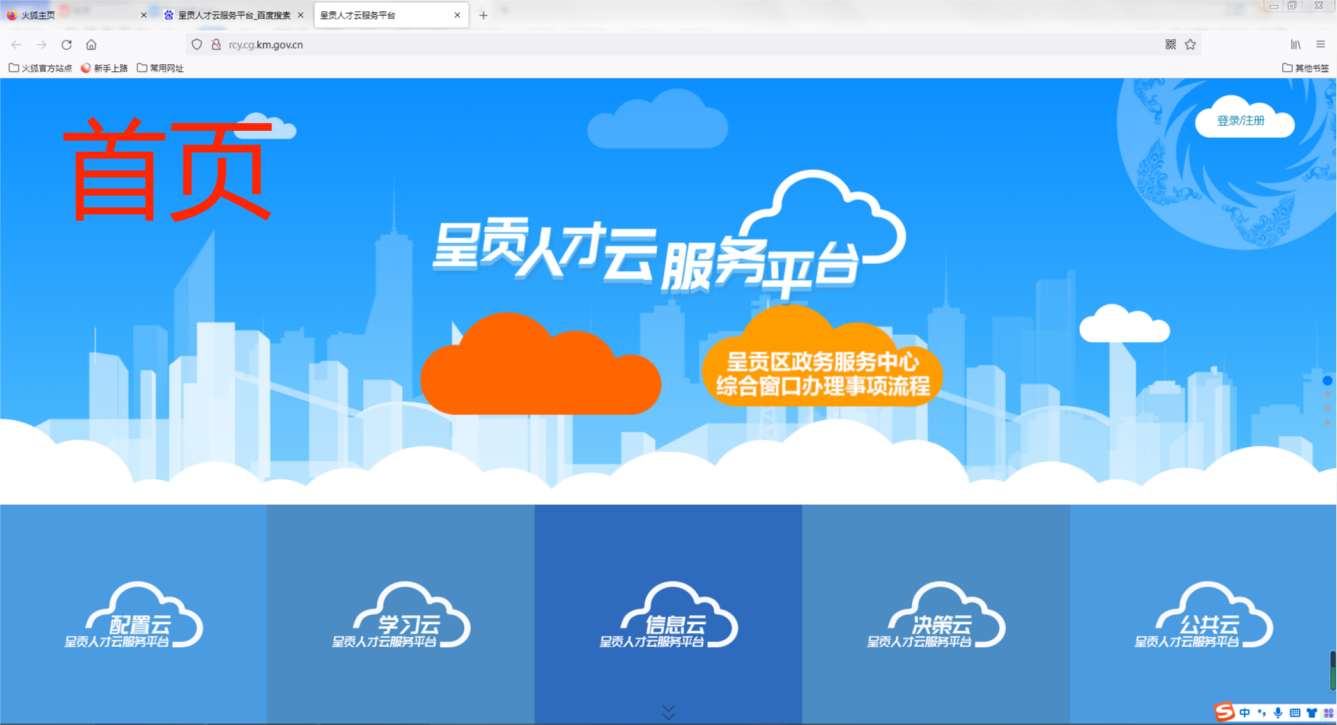 火狐主页
呈贡人才云服务平台_百度搜索
呈贡人才云服务平台
rcy.cg.km.gov.cn
火狐官方站点
新手上路
常用网址
其他书签
首页
登录/注册
呈贡人才云服务平台
呈贡区政务服务中心
综合窗口办理事项流程
配置云
呈贡人才云服务平台
学习云
呈贡人才云服务平台
信息云
呈贡人才云服务平台
决策云
呈贡人才云服务平台
公共云
呈贡人才云服务平台
中